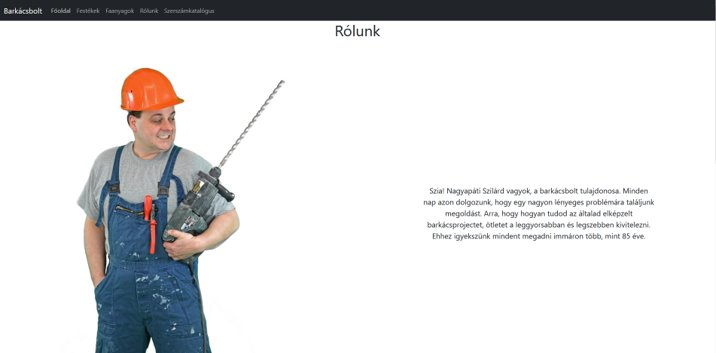 Barkácsbolt Főoldal Festékek Faanyagok Rólunk Szerszámkatalógus
Rólunk
Szia! Nagyapáti Szilárd vagyok, a barkácsbolt tulajdonosa. Minden
nap azon dolgozunk, hogy egy nagyon lényeges problémára találjunk
megoldást. Arra, hogy hogyan tudod az általad elképzelt
barkácsprojectet, ötletet a leggyorsabban és legszebben kivitelezni.
Ehhez igyekszünk mindent megadni immáron több, mint 85 éve.